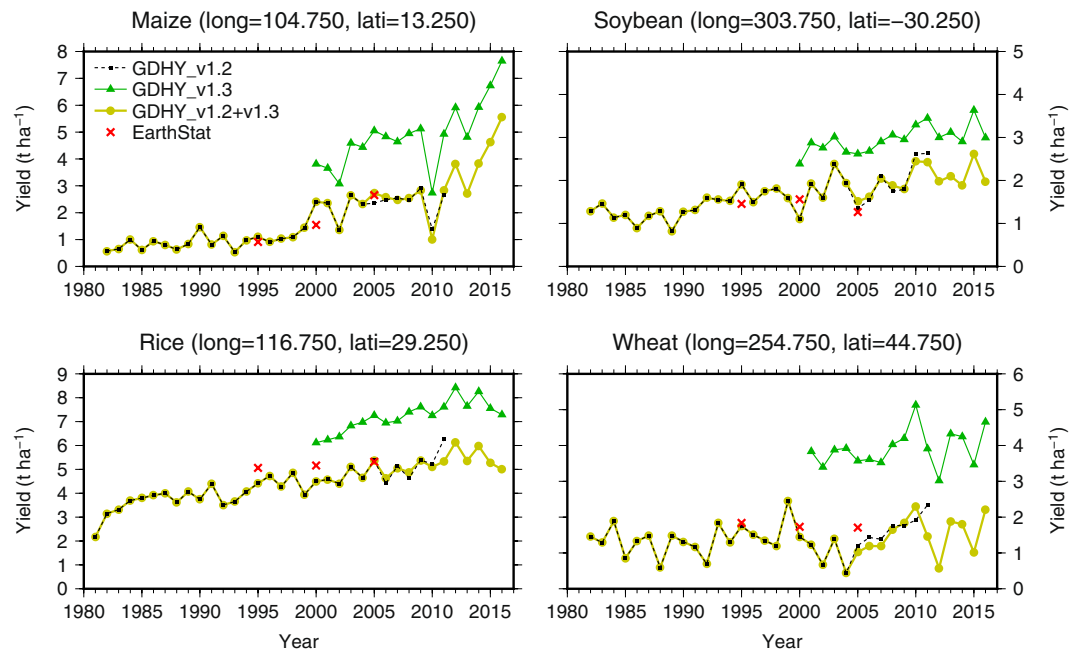 Maize (long=104.750, lati=13.250)
Soybean (long=303.750, lati=−30.250)
Yield (t ha⁻¹)
8
7
6
5
4
3
2
1
0
GDHY_v1.2
GDHY_v1.3
GDHY_v1.2+v1.3
EarthStat
1980 1985 1990 1995 2000 2005 2010 2015
5
4
3
2
1
0
Yield (t ha⁻¹)
1980 1985 1990 1995 2000 2005 2010 2015
Rice (long=116.750, lati=29.250)
Wheat (long=254.750, lati=44.750)
Yield (t ha⁻¹)
9
8
7
6
5
4
3
2
1
0
1980 1985 1990 1995 2000 2005 2010 2015
Year
6
5
4
3
2
1
0
Yield (t ha⁻¹)
1980 1985 1990 1995 2000 2005 2010 2015
Year